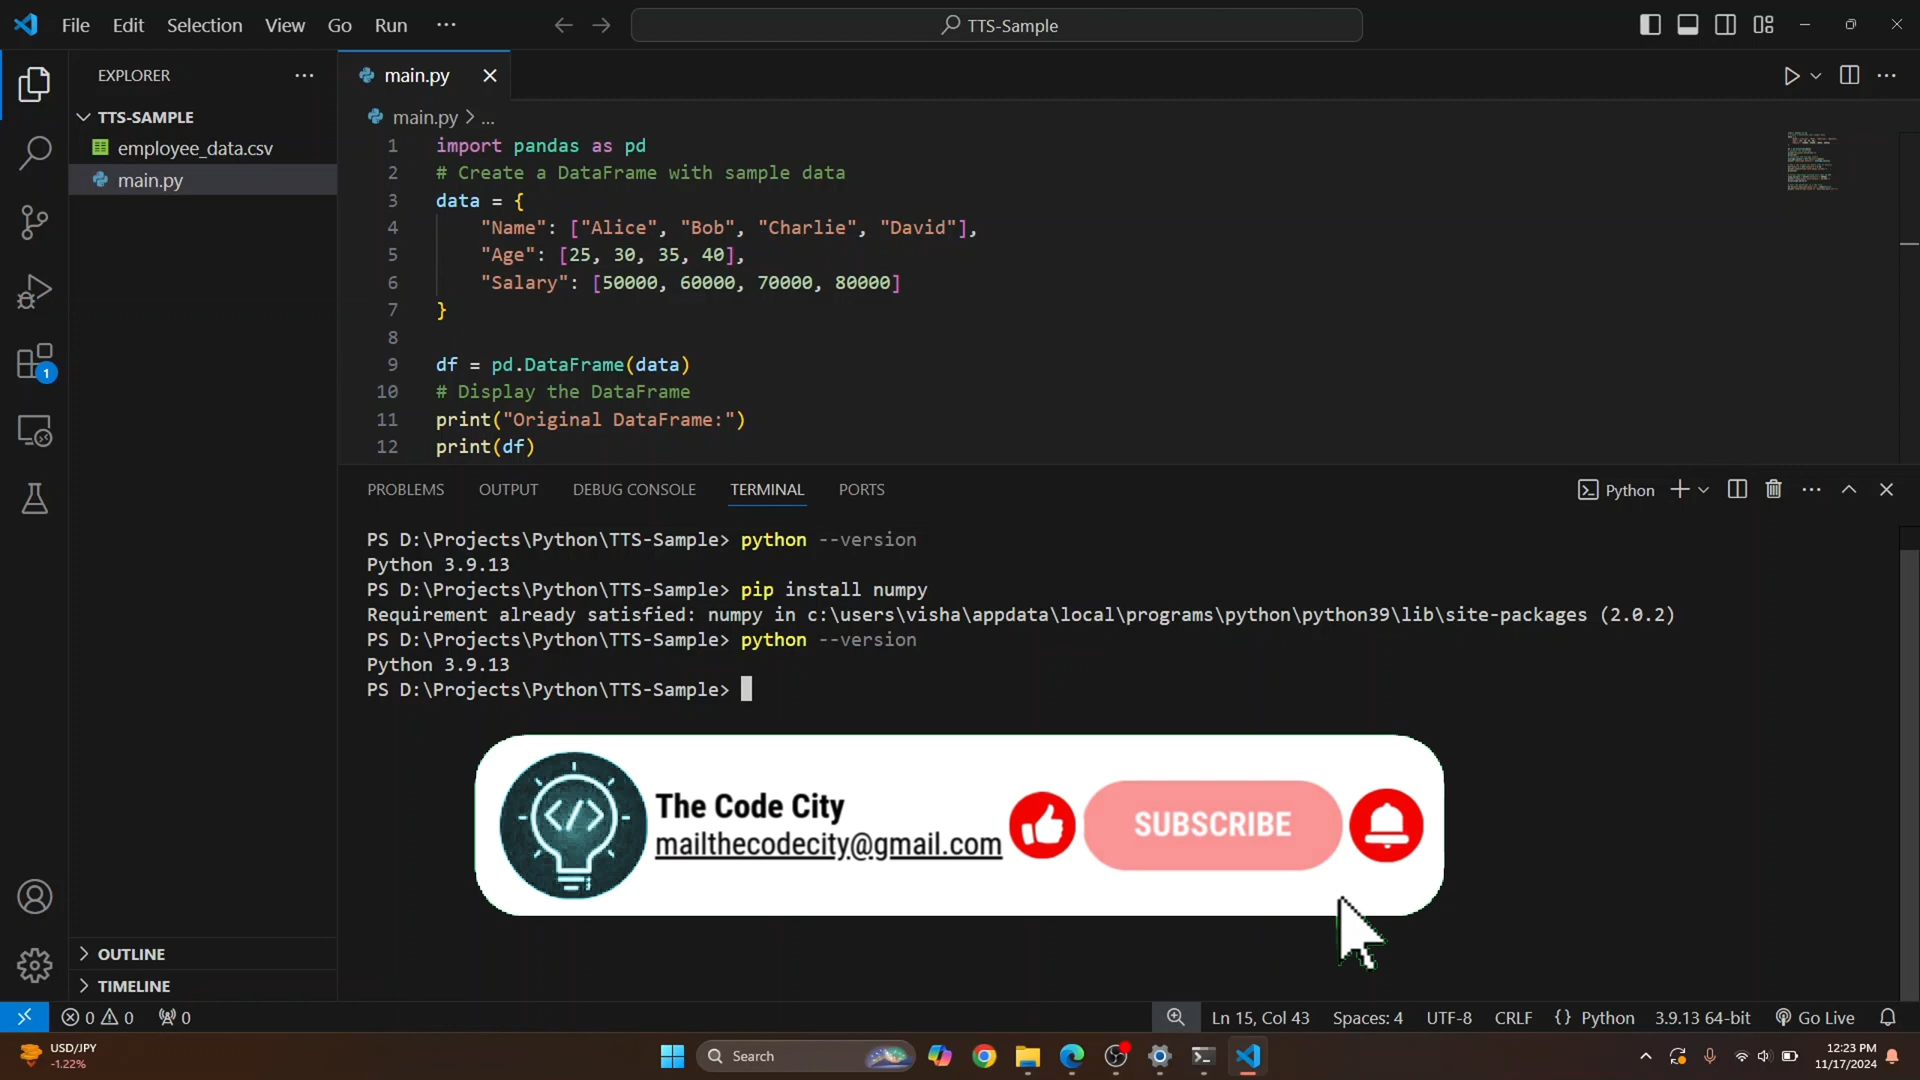 File Edit Selection View Go Run ...
TTS-Sample
EXPLORER
main.py
TTS-SAMPLE
employee_data.csv
main.py
main.py > ...
1 import pandas as pd
2 # Create a DataFrame with sample data
3 data = {
4 "Name": ["Alice", "Bob", "Charlie", "David"],
5 "Age": [25, 30, 35, 40],
6 "Salary": [50000, 60000, 70000, 80000]
7 }
8
9 df = pd.DataFrame(data)
10 # Display the DataFrame
11 print("Original DataFrame:")
12 print(df)
1
PROBLEMS OUTPUT DEBUG CONSOLE TERMINAL PORTS
Python
PS D:\Projects\Python\TTS-Sample> python --version
Python 3.9.13
PS D:\Projects\Python\TTS-Sample> pip install numpy
Requirement already satisfied: numpy in c:\users\visha\appdata\local\programs\python\python39\lib\site-packages (2.0.2)
PS D:\Projects\Python\TTS-Sample> python --version
Python 3.9.13
PS D:\Projects\Python\TTS-Sample>
The Code City
mailthecodecity@gmail.com
SUBSCRIBE
OUTLINE
TIMELINE
0 0 0
Ln 15, Col 43 Spaces: 4 UTF-8 CRLF {} Python 3.9.13 64-bit Go Live
USD/JPY
-1.22%
Search
12:23 PM
11/17/2024